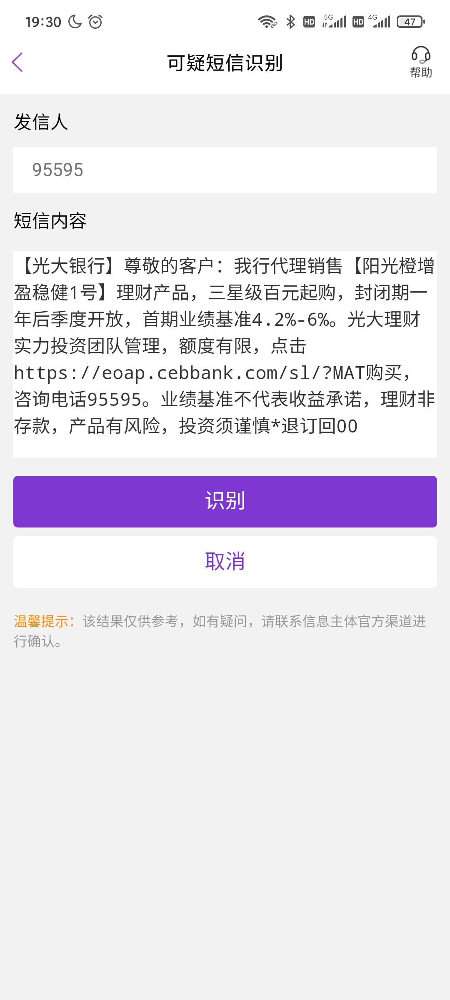 19:30 HD 5G HD 4G 47
可疑短信识别
帮助
发信人
95595
短信内容
【光大银行】尊敬的客户：我行代理销售【阳光橙增
盈稳健1号】理财产品，三星级百元起购，封闭期一
年后季度开放，首期业绩基准4.2%-6%。光大理财
实力投资团队管理，额度有限，点击
https://eoap.cebbank.com/sl/?MAT购买，
咨询电话95595。业绩基准不代表收益承诺，理财非
存款，产品有风险，投资须谨慎*退订回00
识别
取消
温馨提示：该结果仅供参考，如有疑问，请联系信息主体官方渠道进
行确认。